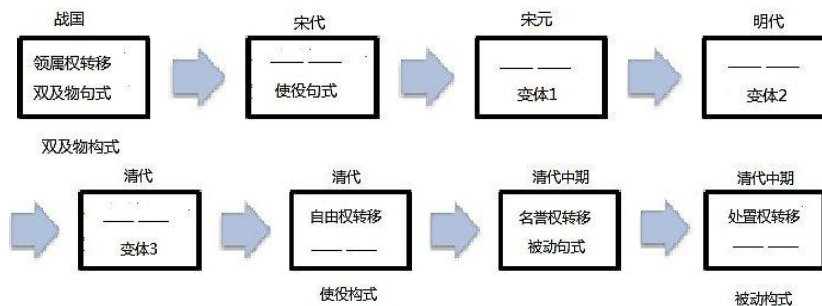 战国
宋代
宋元
明代
领属权转移
双及物句式
使役句式
变体1
变体2
双及物构式
清代
清代
清代中期
清代中期
变体3
自由权转移
名誉权转移
被动句式
处置权转移
使役构式
被动构式